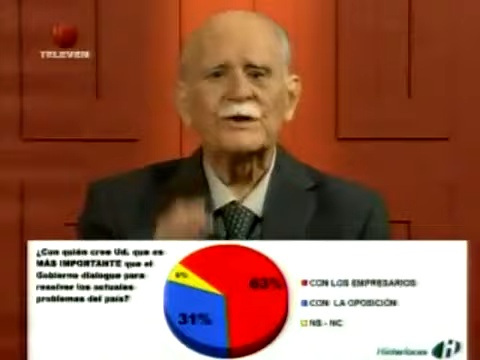 TELEVEN
¿Con quién cree Ud. que es
MÁS IMPORTANTE que el
Gobierno dialogue para
resolver los actuales
problemas del país?
6%
63%
31%
CON LOS EMPRESARIOS
CON LA OPOSICIÓN
NS - NC
Hinterlaces